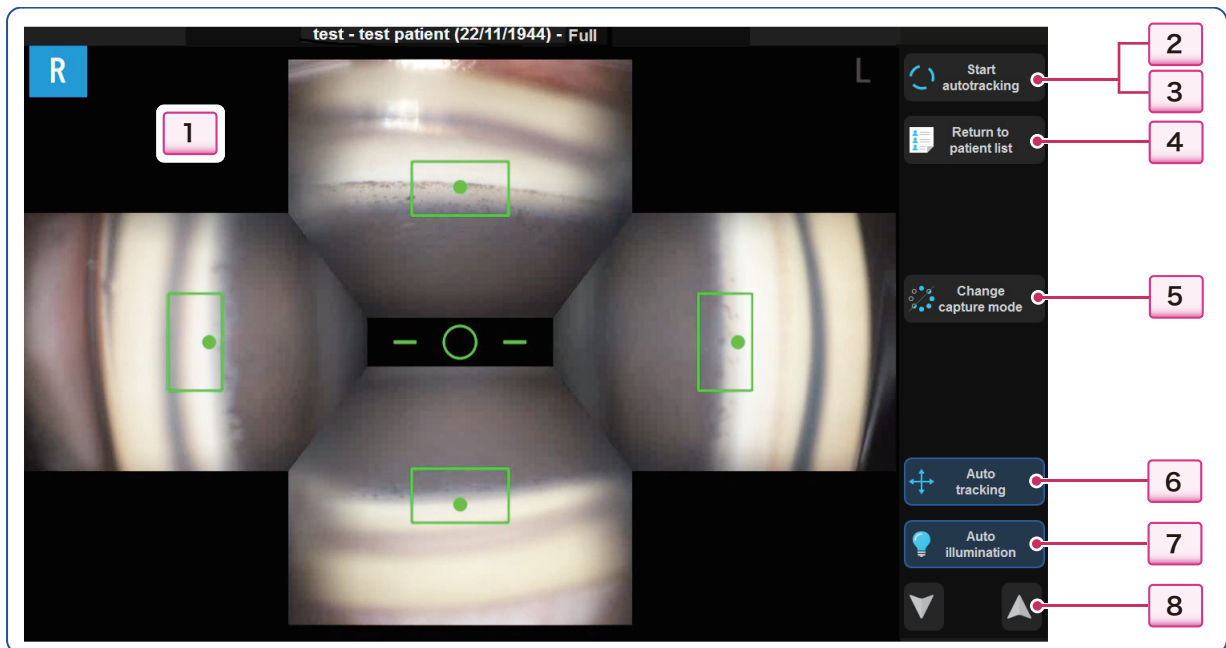 test - test patient (22/11/1944) - Full
R
L
1
Start
autotracking
2
3
Return to
patient list
4
Change
capture mode
5
Auto
tracking
6
Auto
illumination
7
8